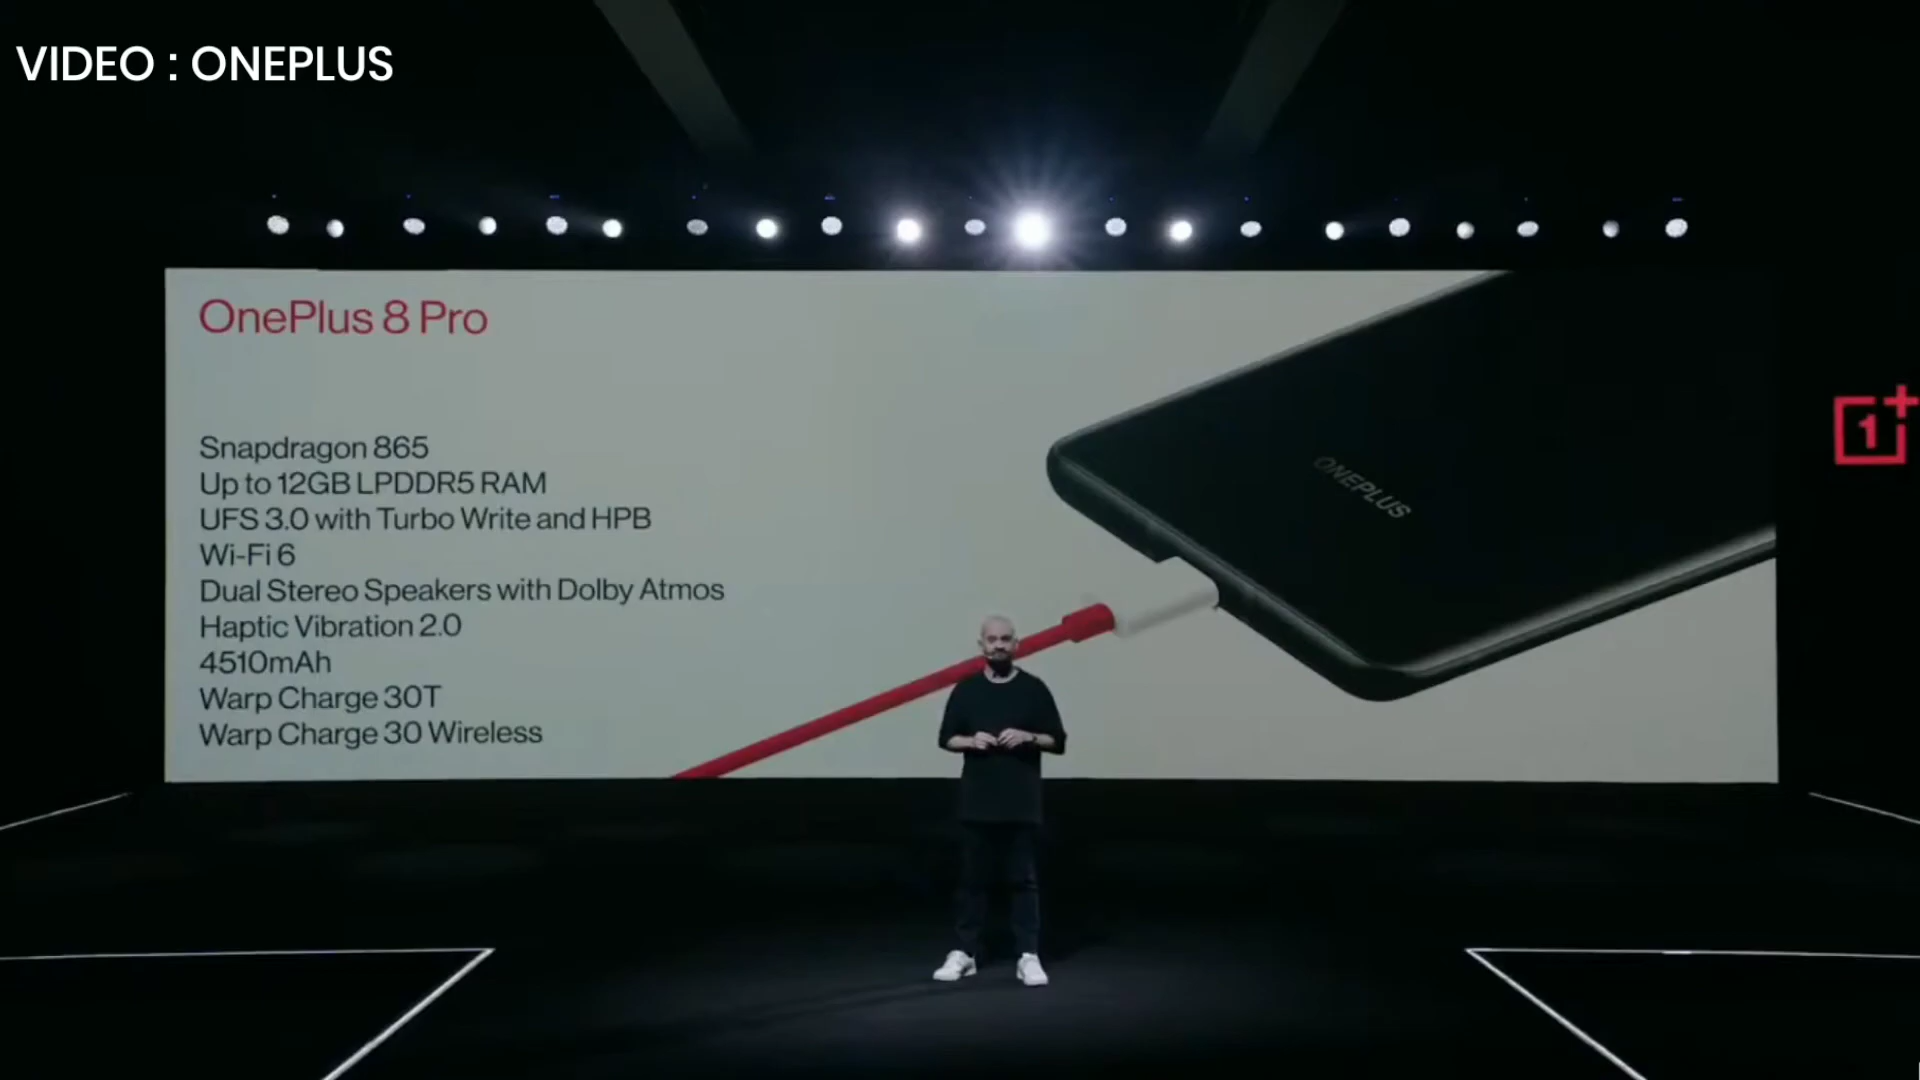 VIDEO : ONEPLUS
OnePlus 8 Pro
Snapdragon 865
Up to 12GB LPDDR5 RAM
UFS 3.0 with Turbo Write and HPB
Wi-Fi 6
Dual Stereo Speakers with Dolby Atmos
Haptic Vibration 2.0
4510mAh
Warp Charge 30T
Warp Charge 30 Wireless
ONEPLUS
1+